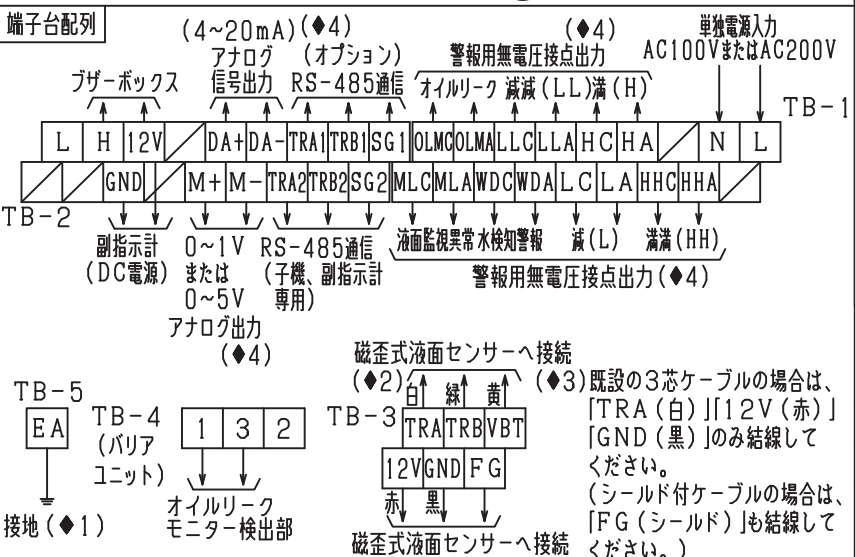 端子台配列
(4~20mA)(◆4)
アナログ
信号出力
(オプション)
RS-485通信
(◆4)
警報用無電圧接点出力
単独電源入力
AC100VまたはAC200V
ブザーボックス
オイルリーク 減減(LL)満(H)
TB-1
L H 12V DA+ DA- TRA1 TRB1 SG1 OLMC OLMA LLC LLA HC HA N L
GND M+ M- TRA2 TRB2 SG2 MLC MLA WDC WDA LC LA HHC HHA
TB-2
副指示計
(DC電源)
0~1V
または
0~5V
アナログ出力
(◆4)
RS-485通信
(子機、副指示計
専用)
液面監視異常 水検知警報 減(L) 満満(HH)
警報用無電圧接点出力(◆4)
TB-5
EA
接地(◆1)
TB-4
(バリア
ユニット)
1 3 2
オイルリーク
モニター検出部
磁歪式液面センサーへ接続
(◆2) 白 緑 黄
TB-3
TRA TRB VBT
12V GND FG
赤 黒
磁歪式液面センサーへ接続
(◆3)既設の3芯ケーブルの場合は、
「TRA(白)」「12V(赤)」
「GND(黒)」のみ結線して
ください。
(シールド付ケーブルの場合は、
「FG(シールド)」も結線して
ください。)